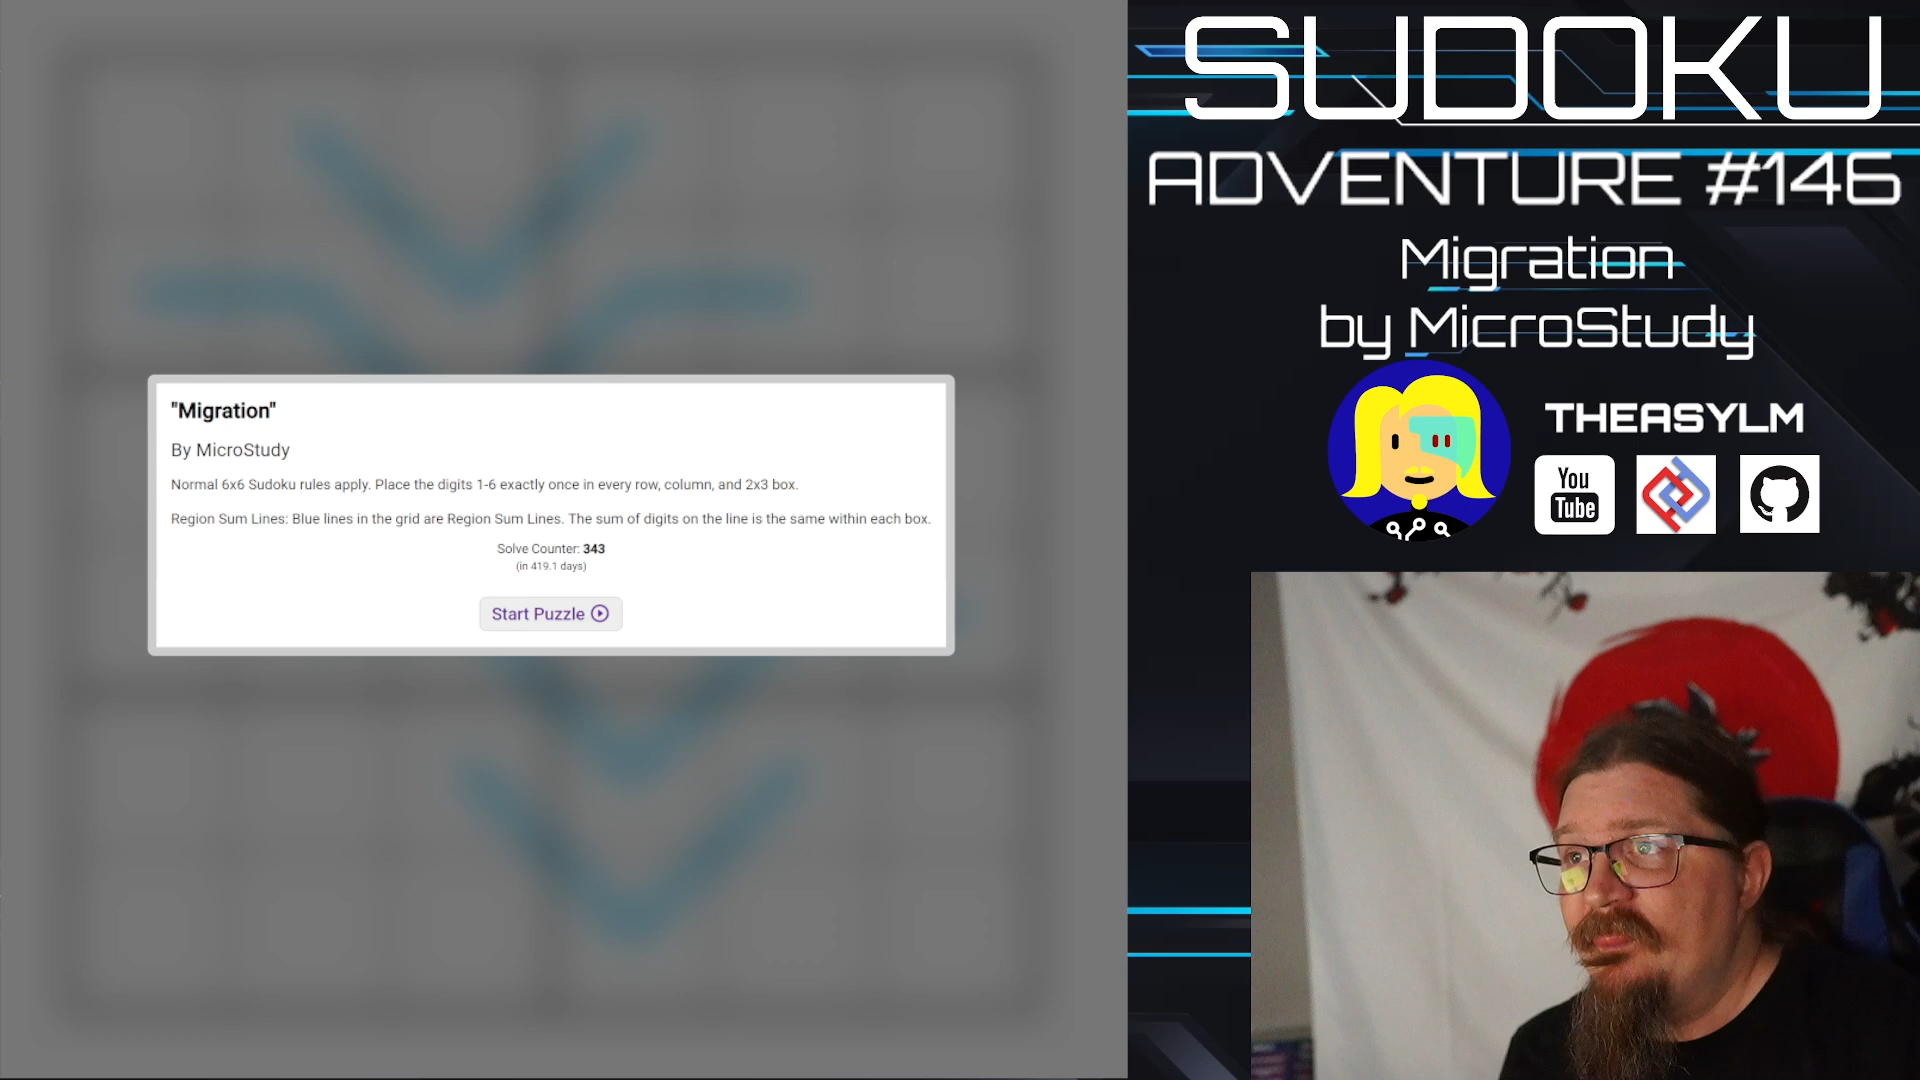 SUDOKU
ADVENTURE #146
Migration
by MicroStudy
THEASYLM
You
Tube
"Migration"
By MicroStudy
Normal 6x6 Sudoku rules apply. Place the digits 1-6 exactly once in every row, column, and 2x3 box.
Region Sum Lines: Blue lines in the grid are Region Sum Lines. The sum of digits on the line is the same within each box.
Solve Counter: 343
(in 419.1 days)
Start Puzzle